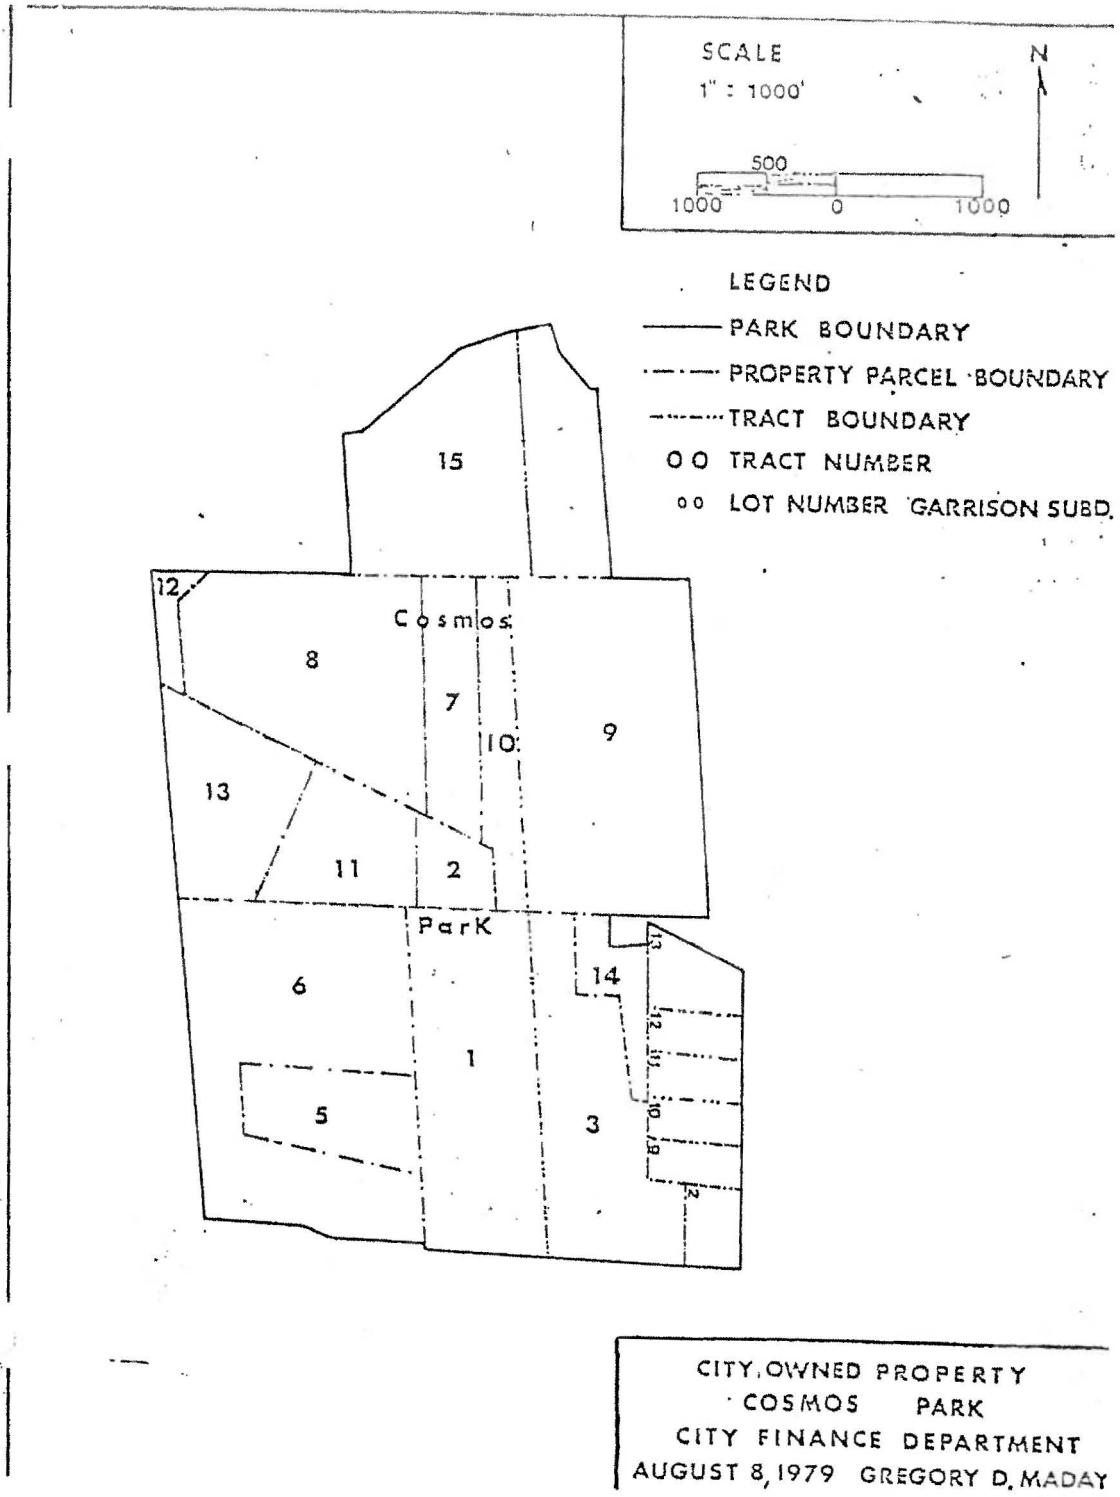 SCALE
1" = 1000'
N
500
1000 0 1000
LEGEND
PARK BOUNDARY
PROPERTY PARCEL BOUNDARY
TRACT BOUNDARY
00 TRACT NUMBER
00 LOT NUMBER GARRISON SUBD.
15
12
Cosmos
8
7
10
9
13
11
2
Park
6
1
14
13
12
11
10
9
5
3
2
CITY OWNED PROPERTY
COSMOS PARK
CITY FINANCE DEPARTMENT
AUGUST 8, 1979 GREGORY D. MADAY